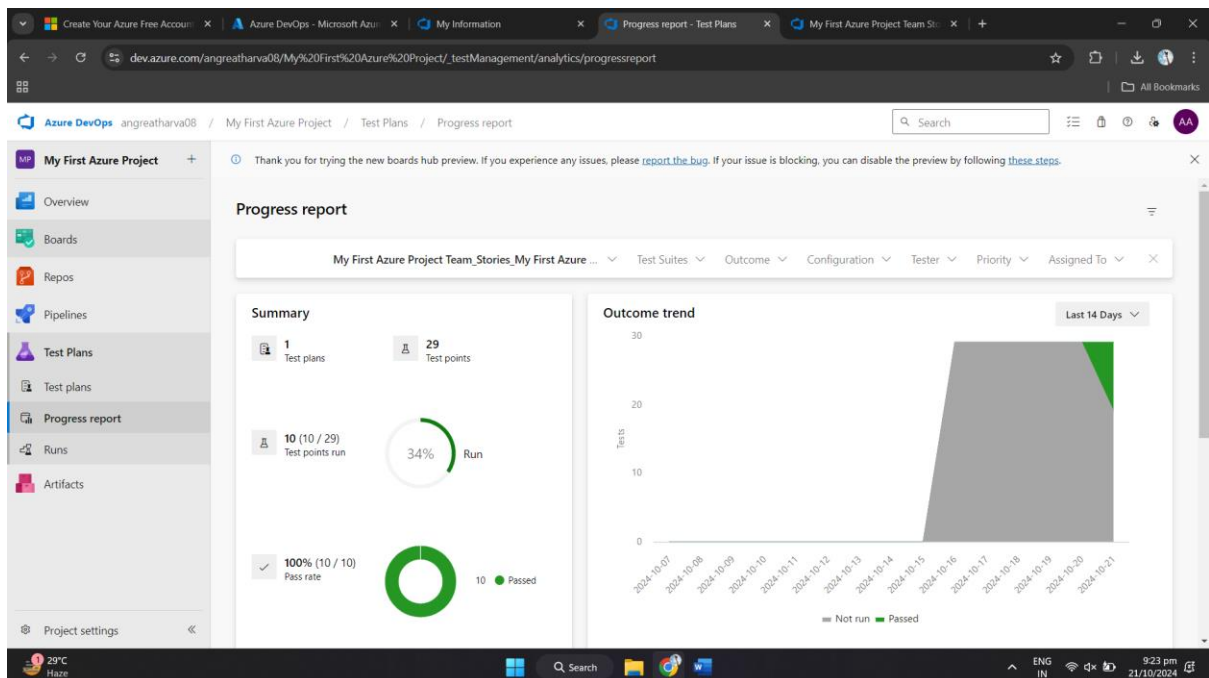 Create Your Azure Free Accoun
Azure DevOps - Microsoft Azur
My Information
Progress report - Test Plans
My First Azure Project Team Sto
dev.azure.com/angreatharva08/My%20First%20Azure%20Project/_testManagement/analytics/progressreport
All Bookmarks
Azure DevOps angreatharva08 / My First Azure Project / Test Plans / Progress report
Search
AA
MP My First Azure Project +
Thank you for trying the new boards hub preview. If you experience any issues, please report the bug. If your issue is blocking, you can disable the preview by following these steps.
Overview
Boards
Repos
Pipelines
Test Plans
Test plans
Progress report
Runs
Artifacts
Project settings
Progress report
My First Azure Project Team_Stories_My First Azure ... Test Suites Outcome Configuration Tester Priority Assigned To
Summary
1
Test plans
29
Test points
10 (10 / 29)
Test points run
34%
Run
100% (10 / 10)
Pass rate
10 Passed
Outcome trend
Last 14 Days
30
20
10
0
Tests
2024-10-07
2024-10-08
2024-10-09
2024-10-10
2024-10-11
2024-10-12
2024-10-13
2024-10-14
2024-10-15
2024-10-16
2024-10-17
2024-10-18
2024-10-19
2024-10-20
2024-10-21
Not run Passed
1
29°C
Haze
Search
ENG
IN
9:23 pm
21/10/2024